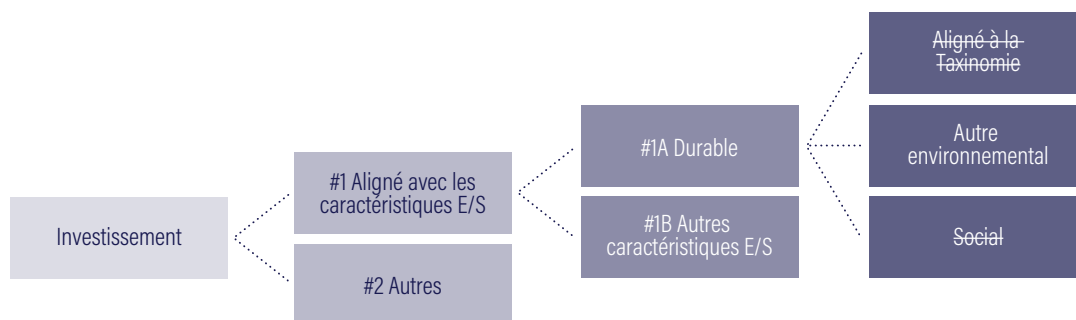 Investissement
#1 Aligné avec les
caractéristiques E/S
#2 Autres
#1A Durable
#1B Autres
caractéristiques E/S
Aligné à la
Taxinomie
Autre
environnemental
Social